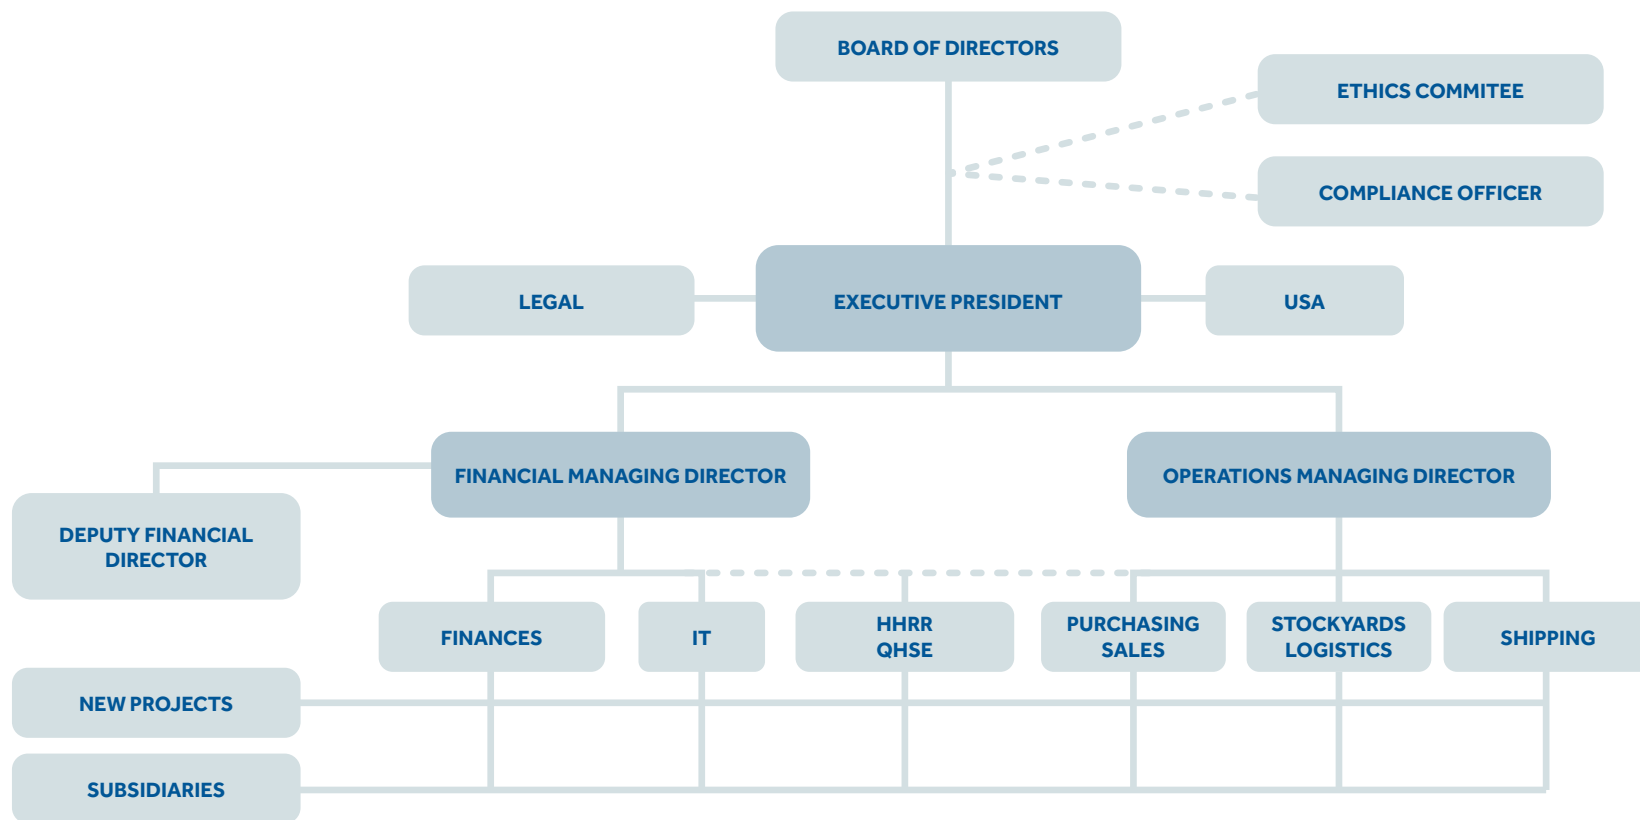 BOARD OF DIRECTORS
ETHICS COMMITEE
COMPLIANCE OFFICER
LEGAL
EXECUTIVE PRESIDENT
USA
FINANCIAL MANAGING DIRECTOR
OPERATIONS MANAGING DIRECTOR
DEPUTY FINANCIAL
DIRECTOR
FINANCES
IT
HHRR
QHSE
PURCHASING
SALES
STOCKYARDS
LOGISTICS
SHIPPING
NEW PROJECTS
SUBSIDIARIES